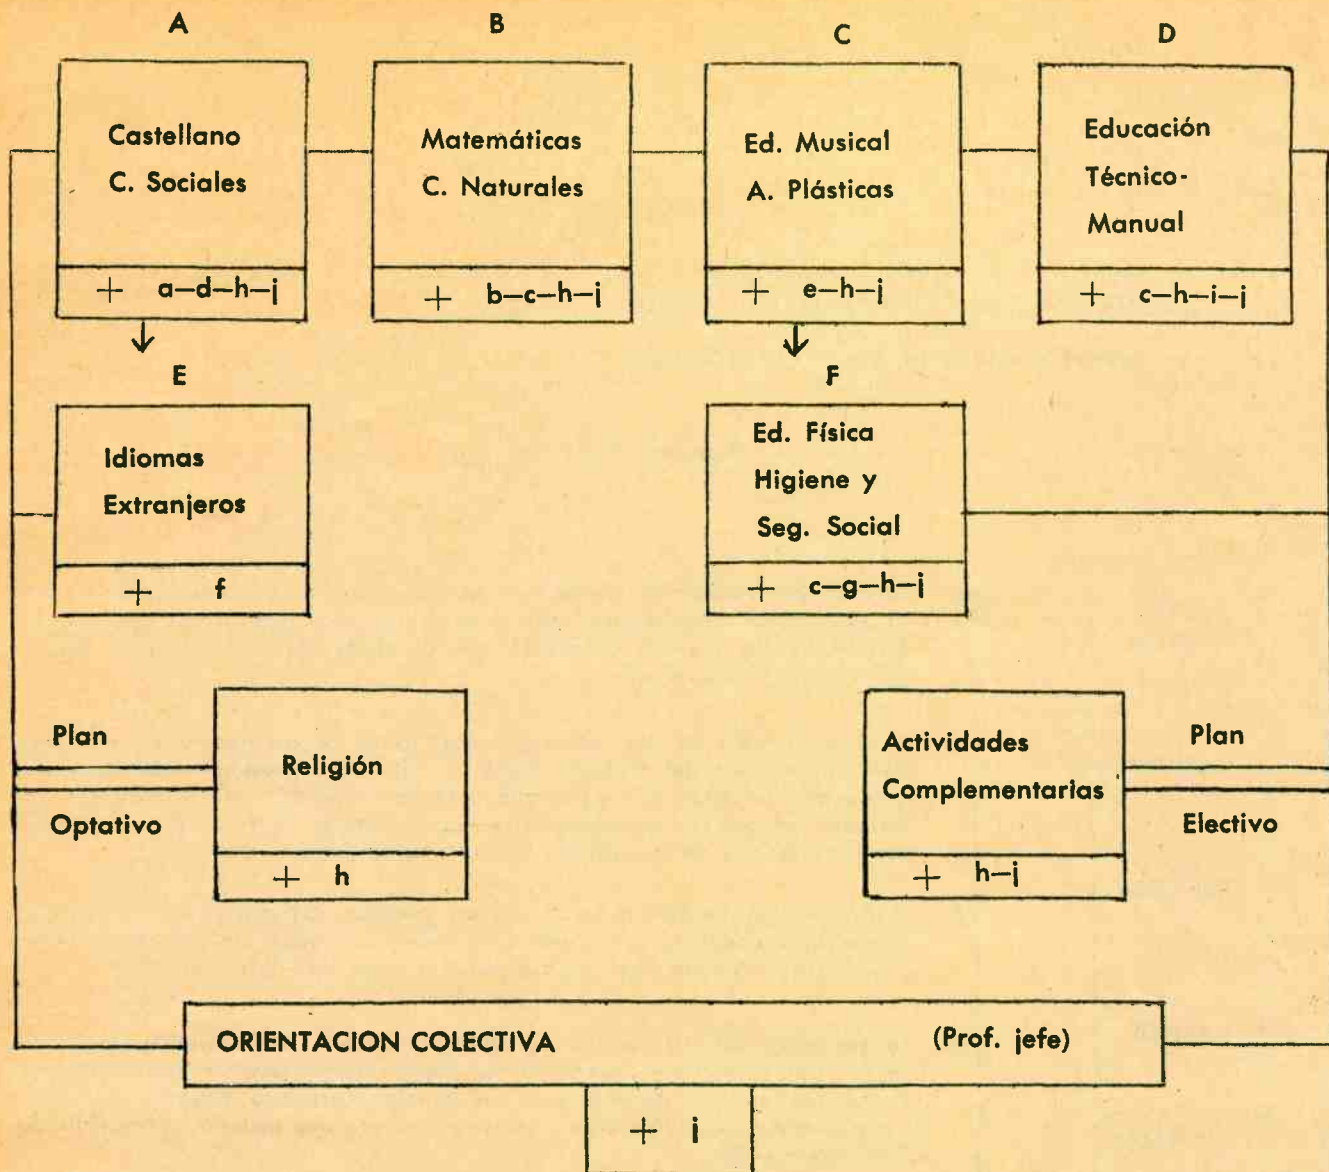 A
B
C
D
Castellano
C. Sociales
+ a—d—h—j
Matemáticas
C. Naturales
+ b—c—h—j
Ed. Musical
A. Plásticas
+ e—h—j
Educación
Técnico-
Manual
+ c—h—i—j
E
F
Idiomas
Extranjeros
+ f
Ed. Física
Higiene y
Seg. Social
+ c—g—h—j
Plan
Optativo
Religión
+ h
Actividades
Complementarias
+ h—j
Plan
Electivo
ORIENTACION COLECTIVA (Prof. jefe)
+ i